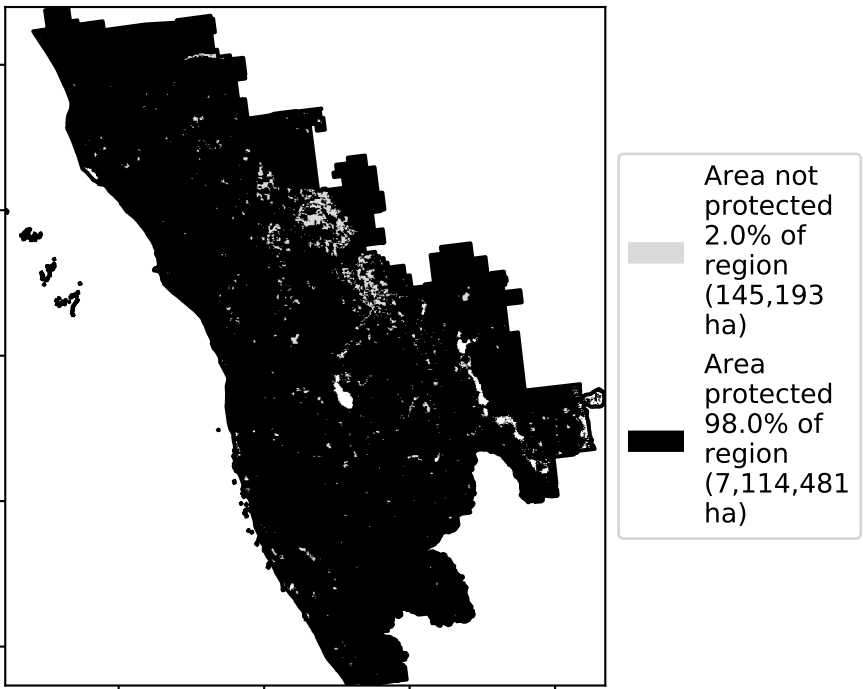 Area not
protected
2.0% of
region
(145,193
ha)
Area
protected
98.0% of
region
(7,114,481
ha)